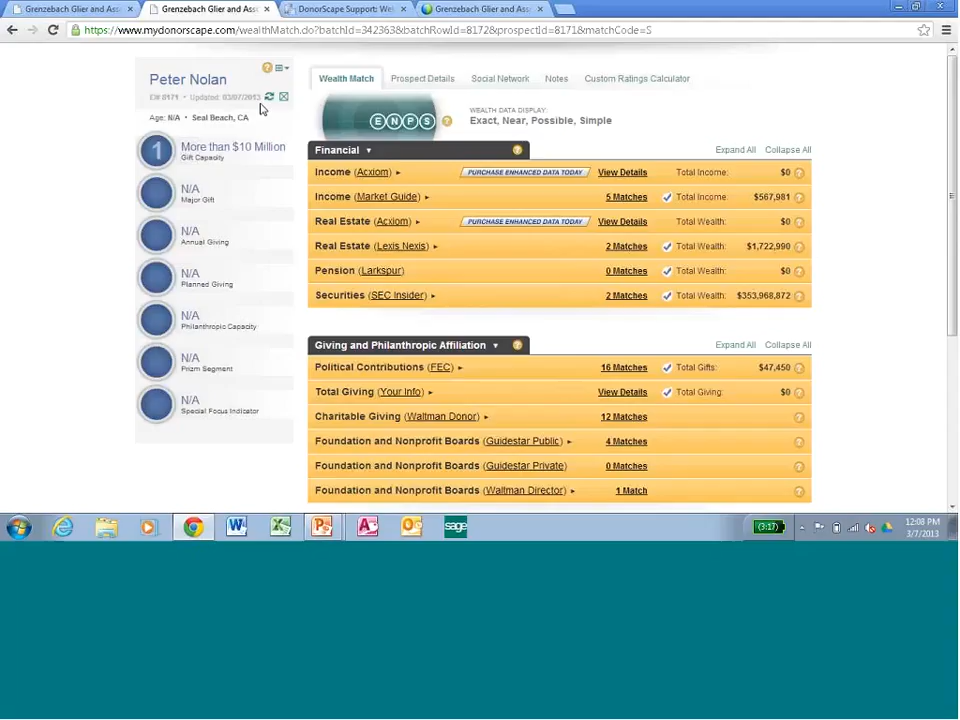 Grenzebach Glier and Ass
Grenzebach Glier and Ass
DonorScape Support: We
Grenzebach Glier and Ass
https://www.mydonorscape.com/wealthMatch.do?batchId=342363&batchRowId=8172&prospectId=8171&matchCode=S
Peter Nolan
8171 • Updated: 03/07/2013
Age: N/A • Seal Beach, CA
1
More than $10 Million
Gift Capacity
N/A
Major Gift
N/A
Annual Giving
N/A
Planned Giving
N/A
Philanthropic Capacity
N/A
Prizm Segment
N/A
Special Focus Indicator
Wealth Match
Prospect Details
Social Network
Notes
Custom Ratings Calculator
E N P S
WEALTH DATA DISPLAY:
Exact, Near, Possible, Simple
Financial
Expand All
Collapse All
Income (Acxiom) PURCHASE ENHANCED DATA TODAY View Details Total Income: $0
Income (Market Guide) 5 Matches Total Income: $567,981
Real Estate (Acxiom) PURCHASE ENHANCED DATA TODAY View Details Total Wealth: $0
Real Estate (Lexis Nexis) 2 Matches Total Wealth: $1,722,990
Pension (Larkspur) 0 Matches Total Wealth: $0
Securities (SEC Insider) 2 Matches Total Wealth: $353,968,872
Giving and Philanthropic Affiliation
Expand All
Collapse All
Political Contributions (FEC) 16 Matches Total Gifts: $47,450
Total Giving (Your Info) View Details Total Giving: $0
Charitable Giving (Waltman Donor) 12 Matches
Foundation and Nonprofit Boards (Guidestar Public) 4 Matches
Foundation and Nonprofit Boards (Guidestar Private) 0 Matches
Foundation and Nonprofit Boards (Waltman Director) 1 Match
sage
(3:17)
12:08 PM
3/7/2013